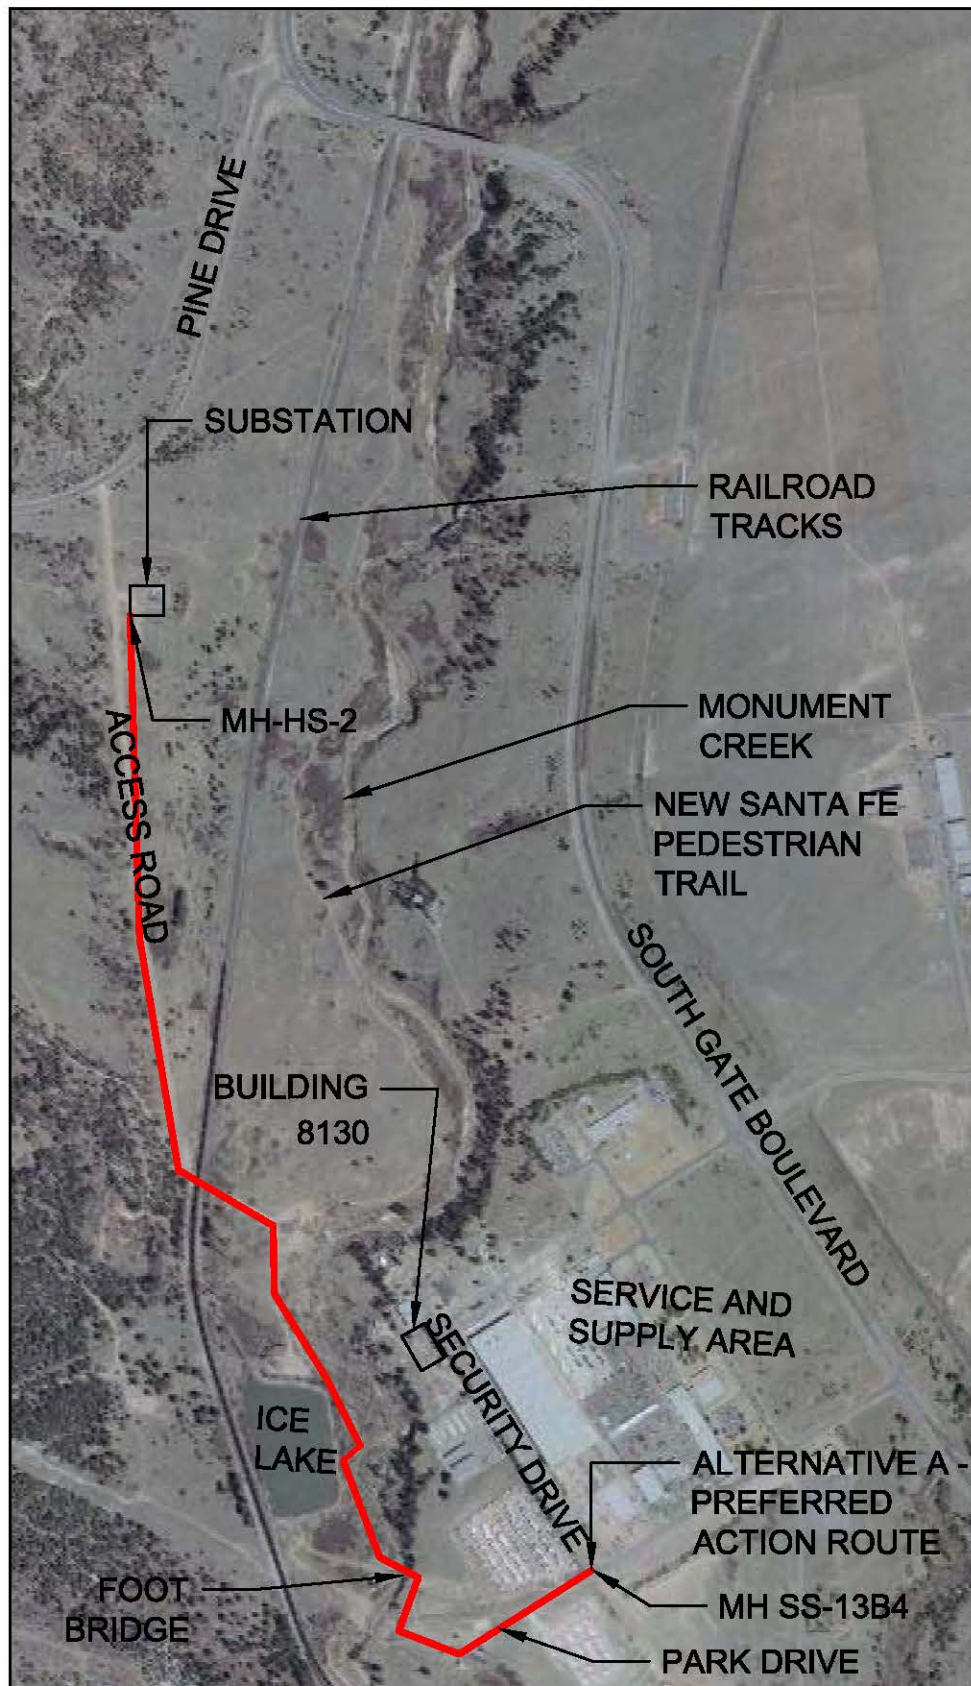 PINE DRIVE
SUBSTATION
RAILROAD
TRACKS
MH-HS-2
ACCESS ROAD
MONUMENT
CREEK
NEW SANTA FE
PEDESTRIAN
TRAIL
SOUTH GATE BOULEVARD
BUILDING
8130
SERVICE AND
SUPPLY AREA
SECURITY DRIVE
ICE
LAKE
ALTERNATIVE A -
PREFERRED
ACTION ROUTE
FOOT
BRIDGE
MH SS-13B4
PARK DRIVE